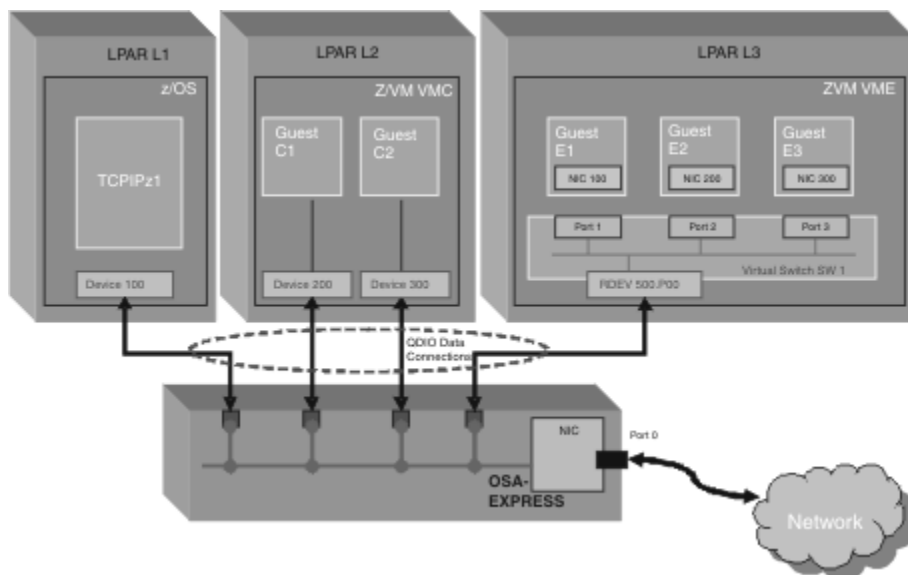 LPAR L1
z/OS
TCPIPz1
Device 100
LPAR L2
Z/VM VMC
Guest
C1
Guest
C2
Device 200
Device 300
LPAR L3
ZVM VME
Guest
E1
NIC 100
Guest
E2
NIC 200
Guest
E3
NIC 300
Port 1
Port 2
Port 3
Virtual Switch SW 1
RDEV 500.P00
QDIO Data
Connections
NIC
Port 0
OSA-
EXPRESS
Network